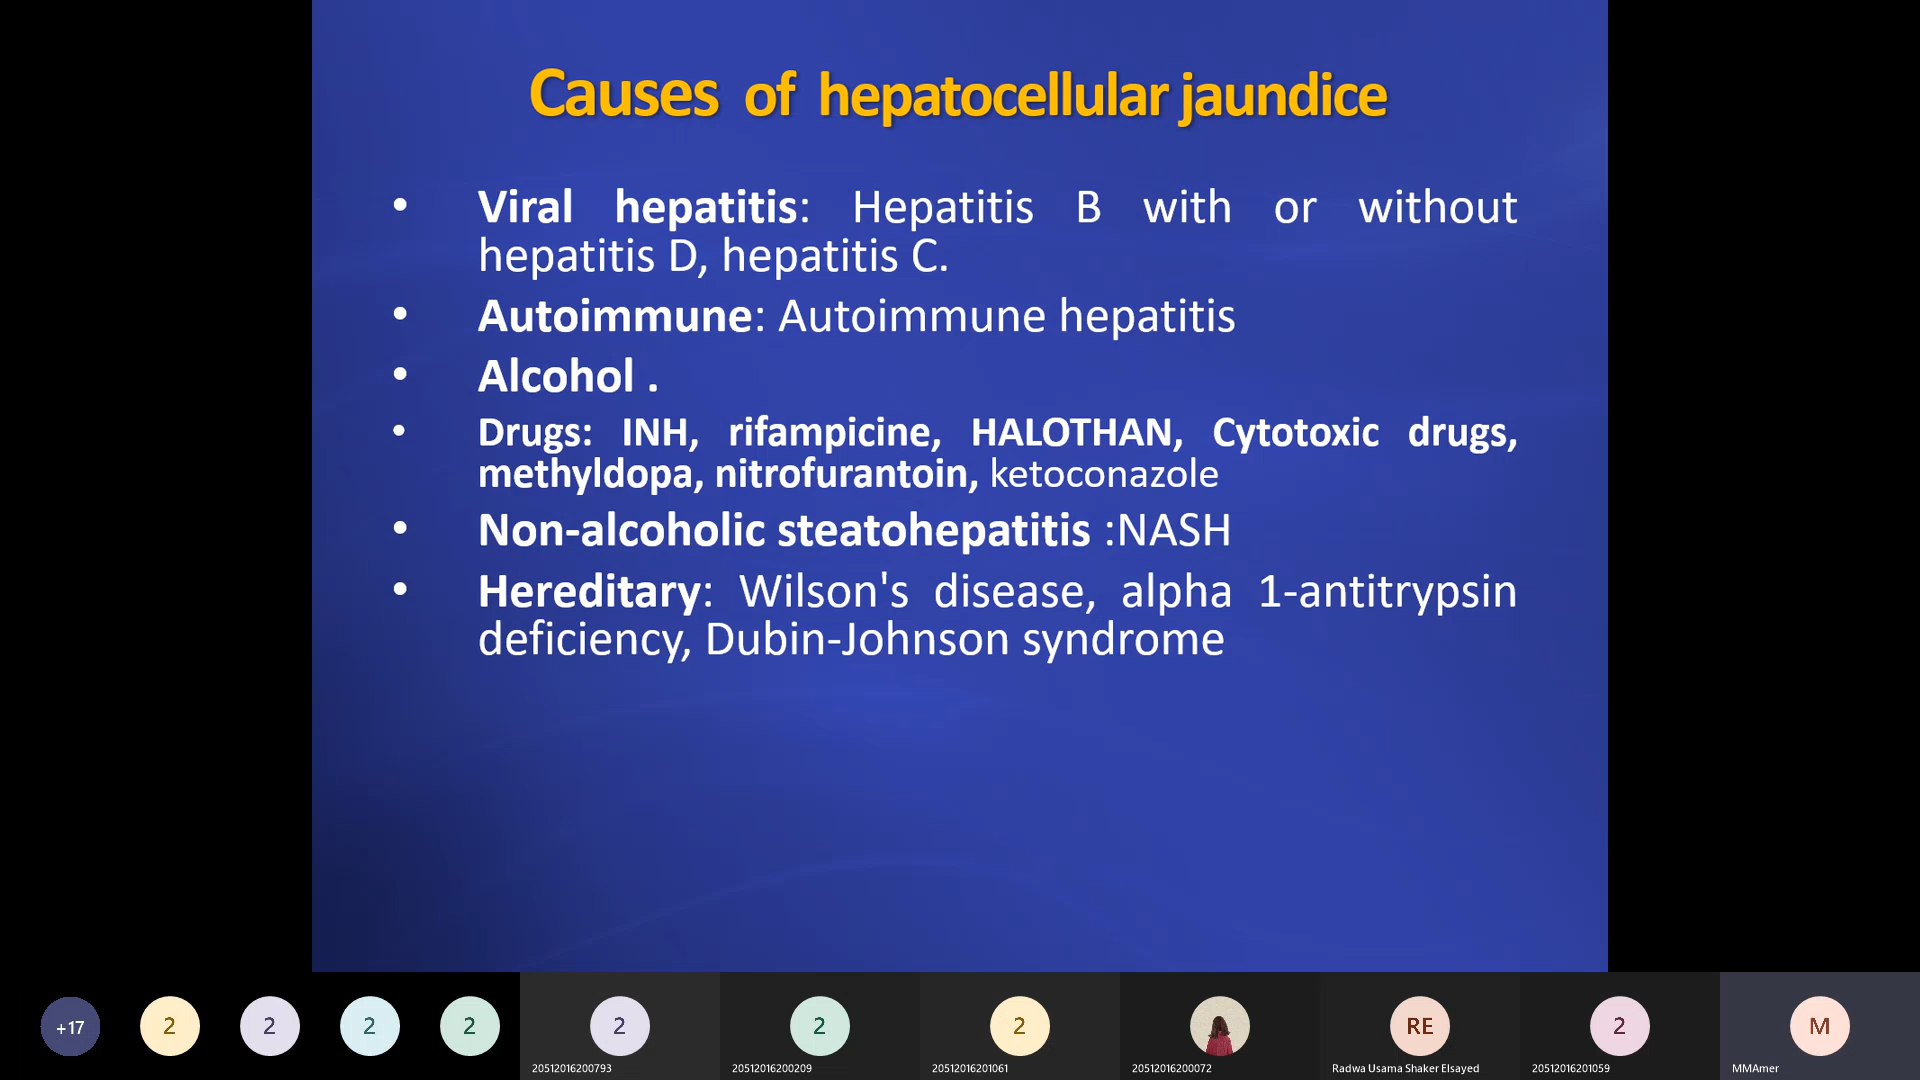 Causes of hepatocellular jaundice
• Viral hepatitis: Hepatitis B with or without
hepatitis D, hepatitis C.
• Autoimmune: Autoimmune hepatitis
• Alcohol .
• Drugs: INH, rifampicine, HALOTHAN, Cytotoxic drugs,
methyldopa, nitrofurantoin, ketoconazole
• Non-alcoholic steatohepatitis :NASH
• Hereditary: Wilson's disease, alpha 1-antitrypsin
deficiency, Dubin-Johnson syndrome
+17 2 2 2 2 2 2 2 RE 2 M
20512016200793 20512016200209 20512016201061 20512016200072 Radwa Usama Shaker Elsayed 20512016201059 MMAmer